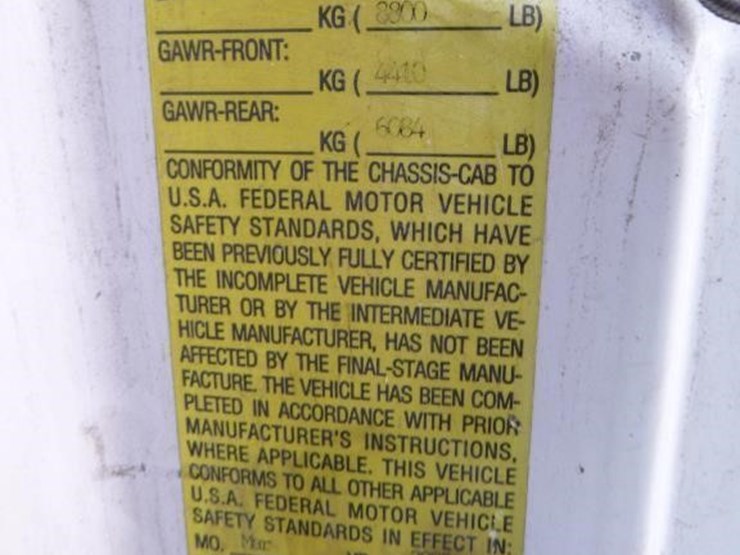 KG ( 8800 LB)
GAWR-FRONT:
KG ( 4410 LB)
GAWR-REAR:
KG ( 6084 LB)
CONFORMITY OF THE CHASSIS-CAB TO
U.S.A. FEDERAL MOTOR VEHICLE
SAFETY STANDARDS, WHICH HAVE
BEEN PREVIOUSLY FULLY CERTIFIED BY
THE INCOMPLETE VEHICLE MANUFAC-
TURER OR BY THE INTERMEDIATE VE-
HICLE MANUFACTURER, HAS NOT BEEN
AFFECTED BY THE FINAL-STAGE MANU-
FACTURE. THE VEHICLE HAS BEEN COM-
PLETED IN ACCORDANCE WITH PRIOR
MANUFACTURER'S INSTRUCTIONS,
WHERE APPLICABLE. THIS VEHICLE
CONFORMS TO ALL OTHER APPLICABLE
U.S.A. FEDERAL MOTOR VEHICLE
SAFETY STANDARDS IN EFFECT IN:
MO.